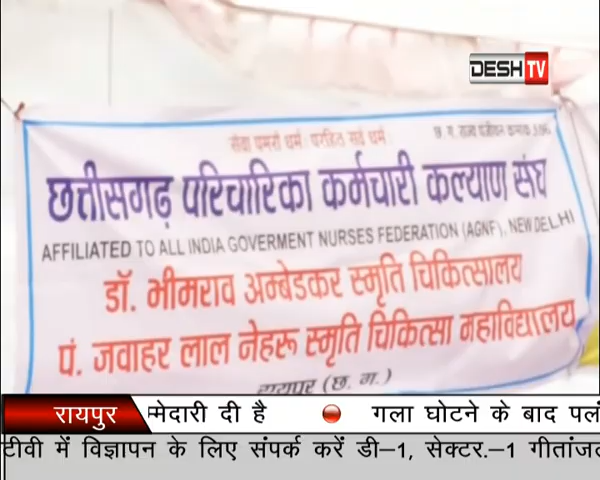 DESH TV
सेवा परमो धर्म: परहित सर्व धर्म
छ. ग. राज्य पंजीयन क्रमांक
छत्तीसगढ़ परिचारिका कर्मचारी कल्याण संघ
AFFILIATED TO ALL INDIA GOVERMENT NURSES FEDERATION (AGNF), NEW DELHI
डॉ. भीमराव अम्बेडकर स्मृति चिकित्सालय
पं. जवाहर लाल नेहरू स्मृति चिकित्सा महाविद्यालय
रायपुर (छ. ग.)
रायपुर मेदारी दी है गला घोटने के बाद पलं
टीवी में विज्ञापन के लिए संपर्क करें डी–1, सेक्टर.–1 गीतांजल